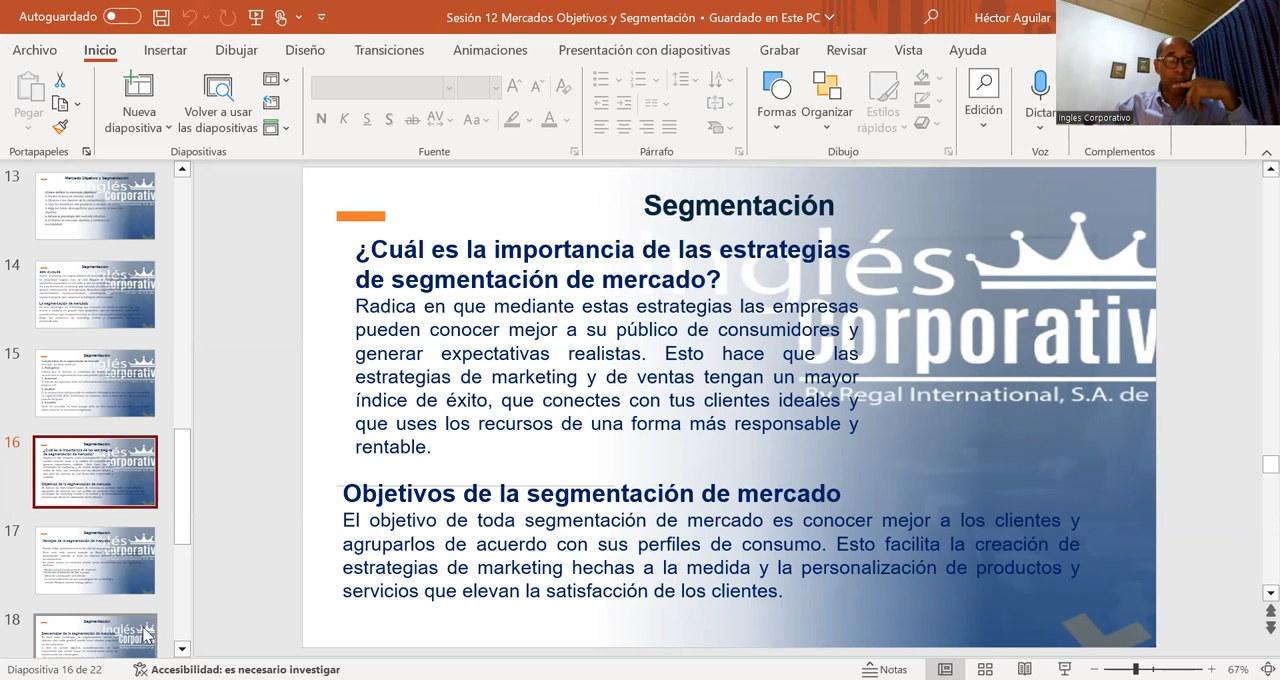 Autoguardado
Sesión 12 Mercados Objetivos y Segmentación • Guardado en Este PC
Héctor Aguilar
Archivo Inicio Insertar Dibujar Diseño Transiciones Animaciones Presentación con diapositivas Grabar Revisar Vista Ayuda
Pegar
Nueva diapositiva
Volver a usar las diapositivas
N K S S ab AV Aa A
Formas
Organizar
Estilos rápidos
Edición
Dictar
Ingles Corporativo
Portapapeles
Diapositivas
Fuente
Párrafo
Dibujo
Voz
Complementos
13
14
15
16
17
18
Segmentación
¿Cuál es la importancia de las estrategias
de segmentación de mercado?
Radica en que mediante estas estrategias las empresas
pueden conocer mejor a su público de consumidores y
generar expectativas realistas. Esto hace que las
estrategias de marketing y de ventas tengan un mayor
índice de éxito, que conectes con tus clientes ideales y
que uses los recursos de una forma más responsable y
rentable.
Objetivos de la segmentación de mercado
El objetivo de toda segmentación de mercado es conocer mejor a los clientes y
agruparlos de acuerdo con sus perfiles de consumo. Esto facilita la creación de
estrategias de marketing hechas a la medida y la personalización de productos y
servicios que elevan la satisfacción de los clientes.
és
orporativ
Regal International, S.A. de
Diapositiva 16 de 22
Accesibilidad: es necesario investigar
Notas
67%